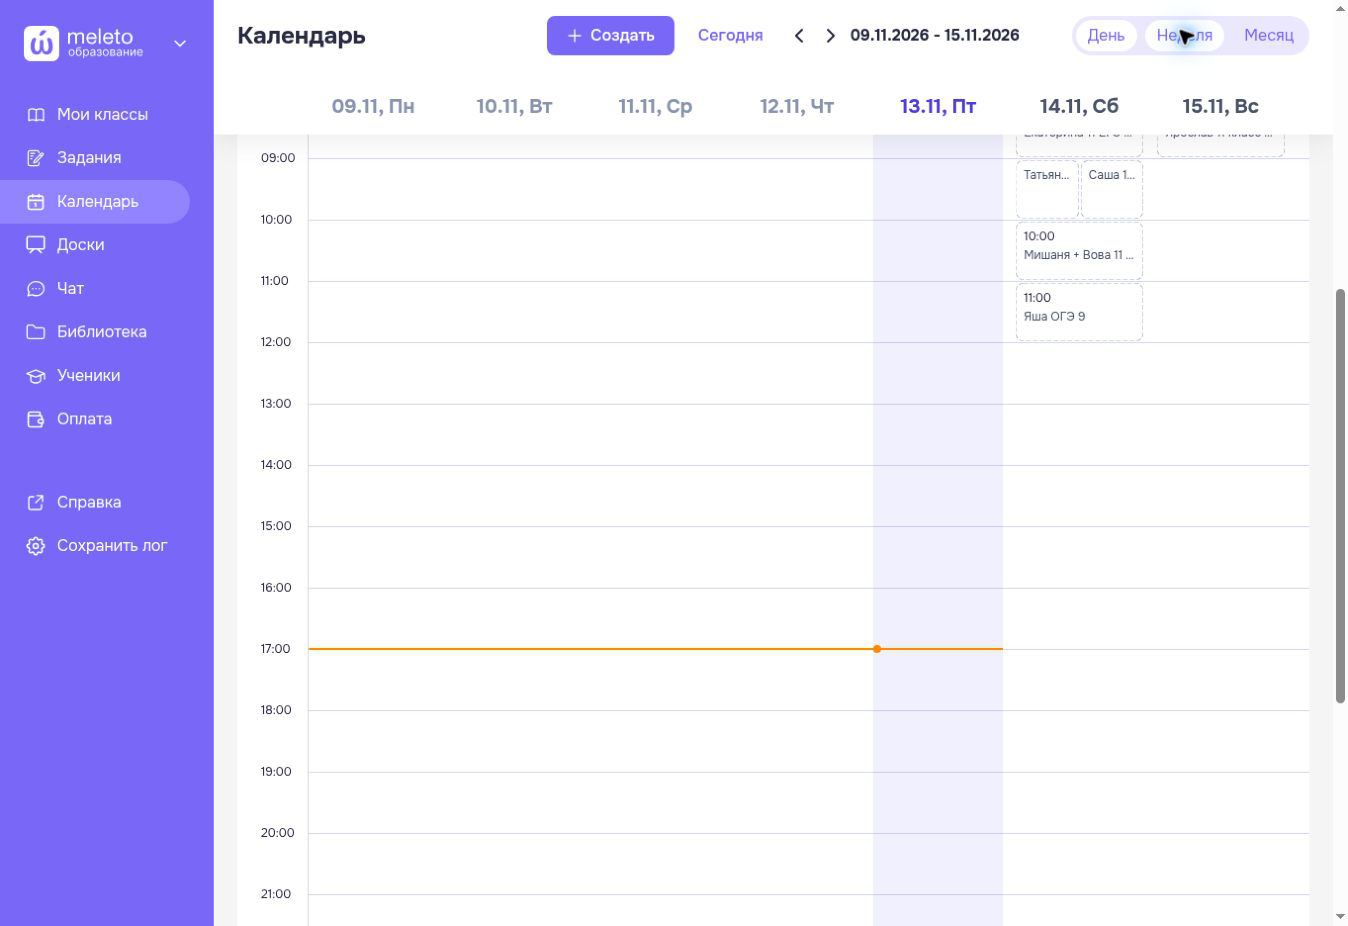 meleto
образование
Мои классы
Задания
Календарь
Доски
Чат
Библиотека
Ученики
Оплата
Справка
Сохранить лог
Календарь
+ Создать
Сегодня
09.11.2026 - 15.11.2026
День
Неделя
Месяц
09.11, Пн
10.11, Вт
11.11, Ср
12.11, Чт
13.11, Пт
14.11, Сб
15.11, Вс
09:00
Татьян...
Саша 1...
10:00
10:00
Мишаня + Вова 11 ...
11:00
11:00
Яша ОГЭ 9
12:00
13:00
14:00
15:00
16:00
17:00
18:00
19:00
20:00
21:00